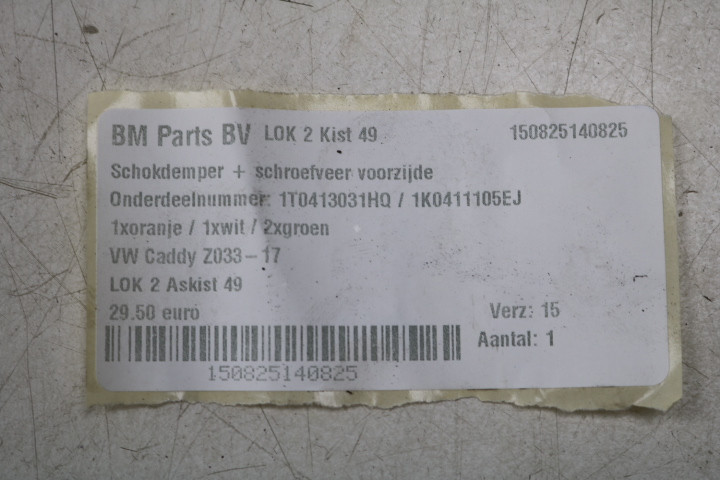 BM Parts BV LOK 2 Kist 49 150825140825
Schokdemper + schroefveer voorzijde
Onderdeelnummer: 1T0413031HQ / 1K0411105EJ
1xoranje / 1xwit / 2xgroen
VW Caddy Z033-17
LOK 2 Askist 49
29.50 euro Verz: 15
Aantal: 1
150825140825